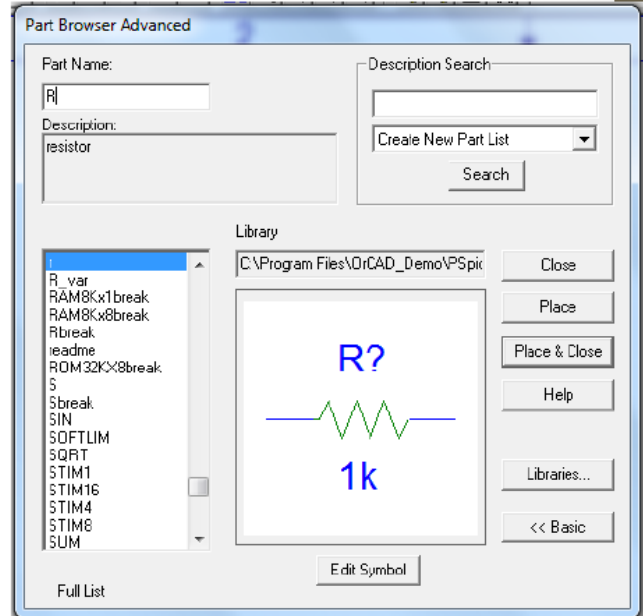 Part Browser Advanced
Part Name:
R
Description:
resistor
Description Search
Create New Part List
Search
Library
C:\Program Files\OrCAD_Demo\PSpic
r
R_var
RAM8Kx1break
RAM8Kx8break
Rbreak
readme
ROM32KX8break
S
Sbreak
SIN
SOFTLIM
SQRT
STIM1
STIM16
STIM4
STIM8
SUM
Full List
R?
1k
Edit Symbol
Close
Place
Place & Close
Help
Libraries...
<< Basic